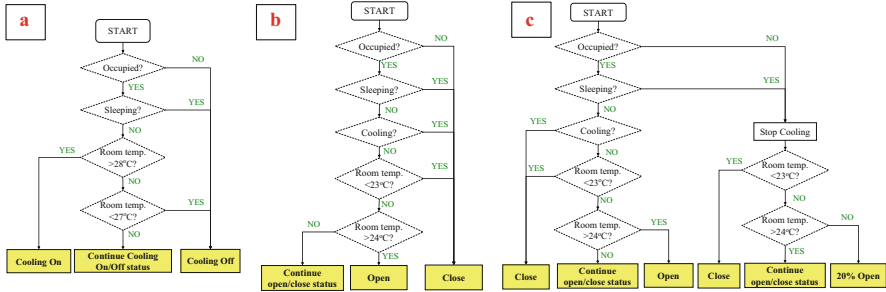 a
START
Occupied?
NO
YES
Sleeping?
YES
NO
YES
Room temp.
>28°C?
NO
Room temp.
<27°C?
YES
NO
Cooling On
Continue Cooling
On/Off status
Cooling Off
b
START
Occupied?
NO
YES
Sleeping?
YES
NO
Cooling?
YES
NO
Room temp.
<23°C?
YES
NO
NO
Room temp.
>24°C?
YES
Continue
open/close status
Open
Close
c
START
Occupied?
NO
YES
Sleeping?
YES
NO
YES
Cooling?
Stop Cooling
NO
YES
Room temp.
<23°C?
NO
Room temp.
>24°C?
YES
NO
YES
Room temp.
<23°C?
NO
Room temp.
>24°C?
NO
YES
Close
Continue
open/close status
Open
Close
Continue
open/close status
20% Open